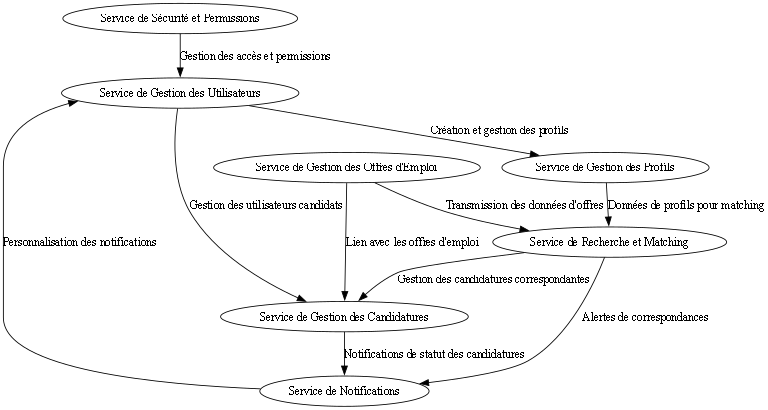 Service de Sécurité et Permissions
Gestion des accès et permissions
Service de Gestion des Utilisateurs
Création et gestion des profils
Service de Gestion des Offres d'Emploi
Service de Gestion des Profils
Gestion des utilisateurs candidats
Transmission des données d'offres
Données de profils pour matching
Personnalisation des notifications
Lien avec les offres d'emploi
Service de Recherche et Matching
Gestion des candidatures correspondantes
Service de Gestion des Candidatures
Alertes de correspondances
Notifications de statut des candidatures
Service de Notifications